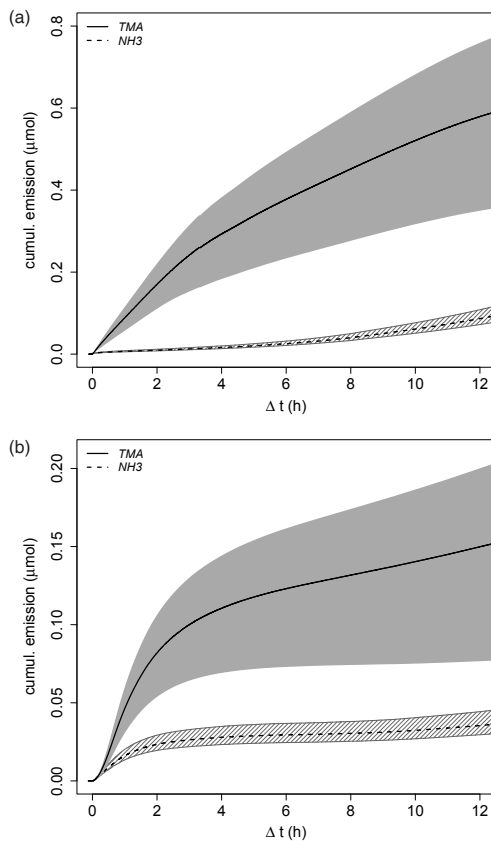 (a)
TMA
NH3
cumul. emission (μmol)
0.0 0.2 0.4 0.6 0.8
0 2 4 6 8 10 12
Δ t (h)
(b)
TMA
NH3
cumul. emission (μmol)
0.00 0.05 0.10 0.15 0.20
0 2 4 6 8 10 12
Δ t (h)